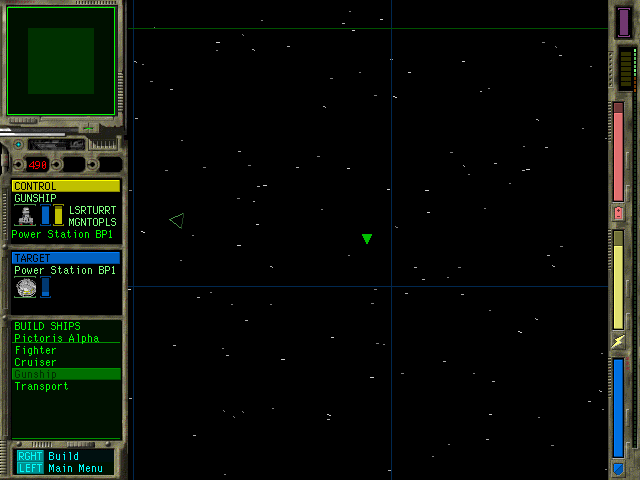 490
CONTROL
GUNSHIP
LSRTURRT
MGNTOPLS
Power Station BP1
TARGET
Power Station BP1
BUILD SHIPS
Pictoris Alpha
Fighter
Cruiser
Gunship
Transport
RGHT Build
LEFT Main Menu